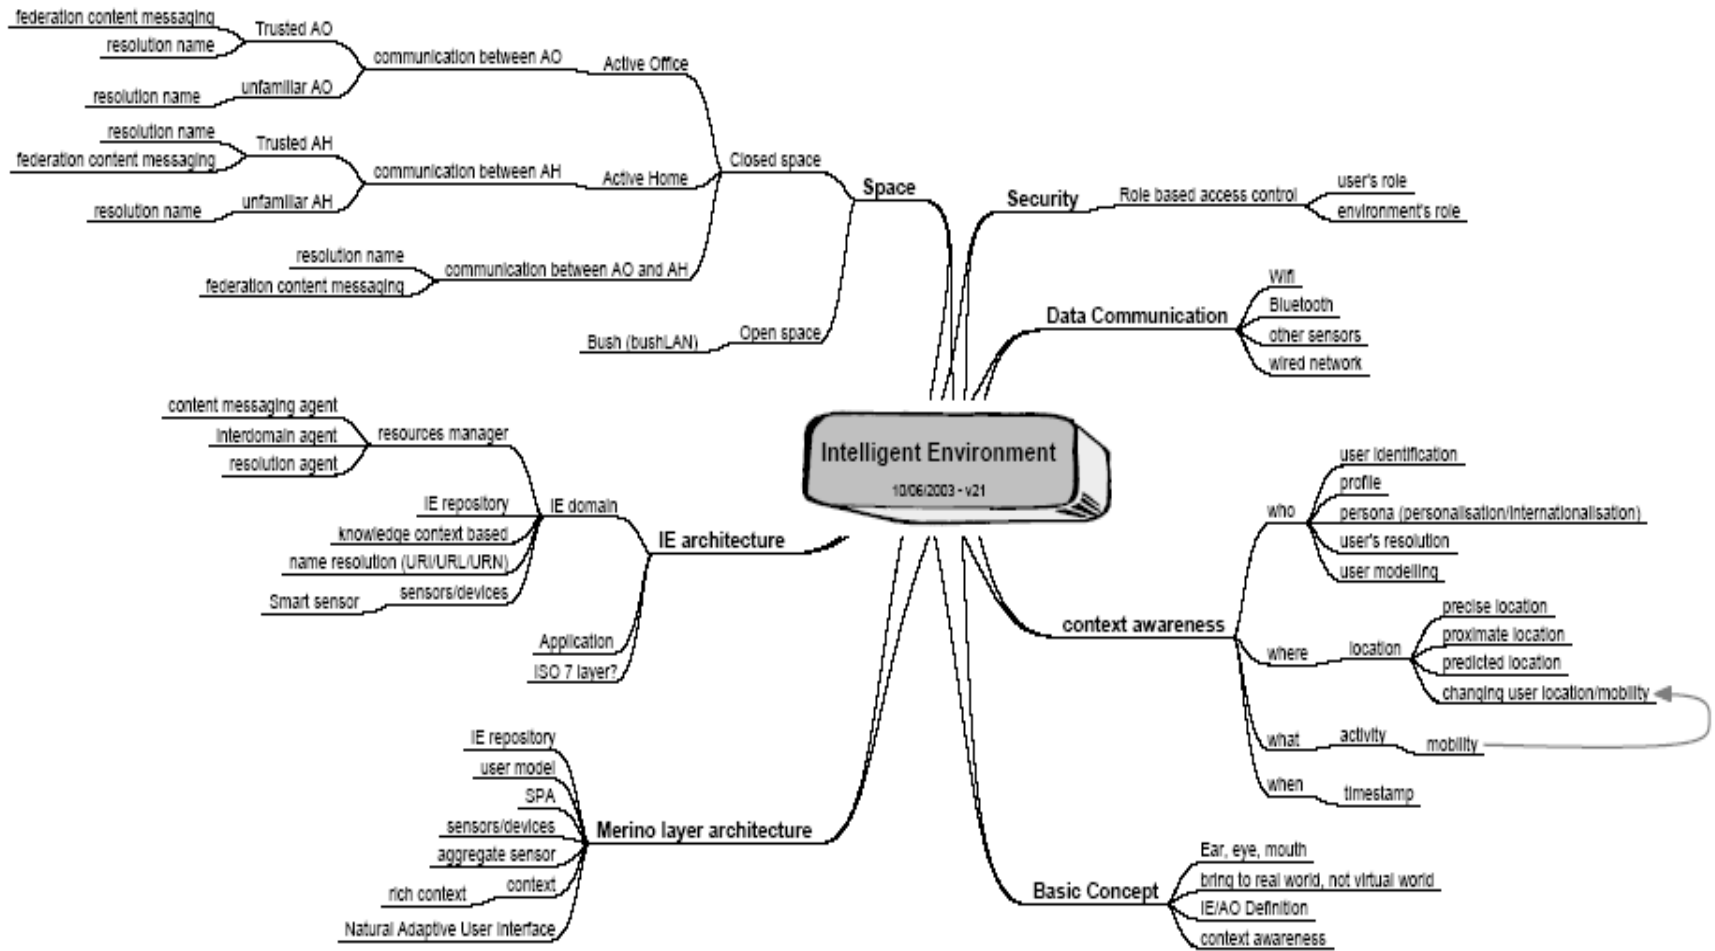 federation content messaging
resolution name
Trusted AO
resolution name
unfamiliar AO
communication between AO
Active Office
resolution name
federation content messaging
Trusted AH
resolution name
unfamiliar AH
communication between AH
Active Home
resolution name
federation content messaging
communication between AO and AH
Closed space
Bush (bushLAN)
Open space
Space
Security
Role based access control
user's role
environment's role
Data Communication
Wifi
Bluetooth
other sensors
wired network
Intelligent Environment
10/06/2003 - v21
content messaging agent
interdomain agent
resolution agent
resources manager
IE repository
knowledge context based
name resolution (URI/URL/URN)
Smart sensor
sensors/devices
IE domain
Application
ISO 7 layer?
IE architecture
context awareness
who
user identification
profile
persona (personalisation/internationalisation)
user's resolution
user modelling
where
location
precise location
proximate location
predicted location
changing user location/mobility
what
activity
mobility
when
timestamp
IE repository
user model
SPA
sensors/devices
aggregate sensor
rich context
context
Natural Adaptive User Interface
Merino layer architecture
Basic Concept
Ear, eye, mouth
bring to real world, not virtual world
IE/AO Definition
context awareness